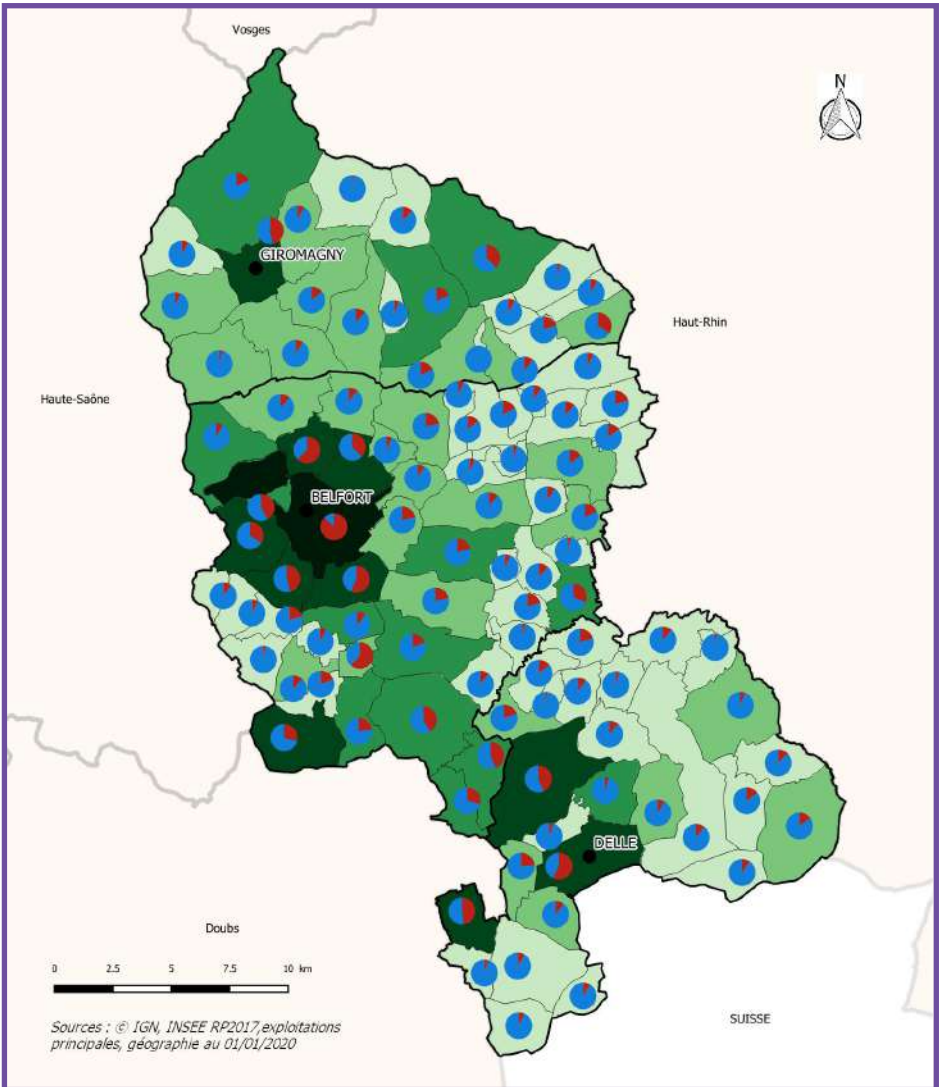 Vosges
N
GIROMAGNY
Haut-Rhin
Haute-Saône
BELFORT
DELLE
Doubs
0 2.5 5 7.5 10 km
SUISSE
Sources : © IGN, INSEE RP2017,exploitations
principales, géographie au 01/01/2020